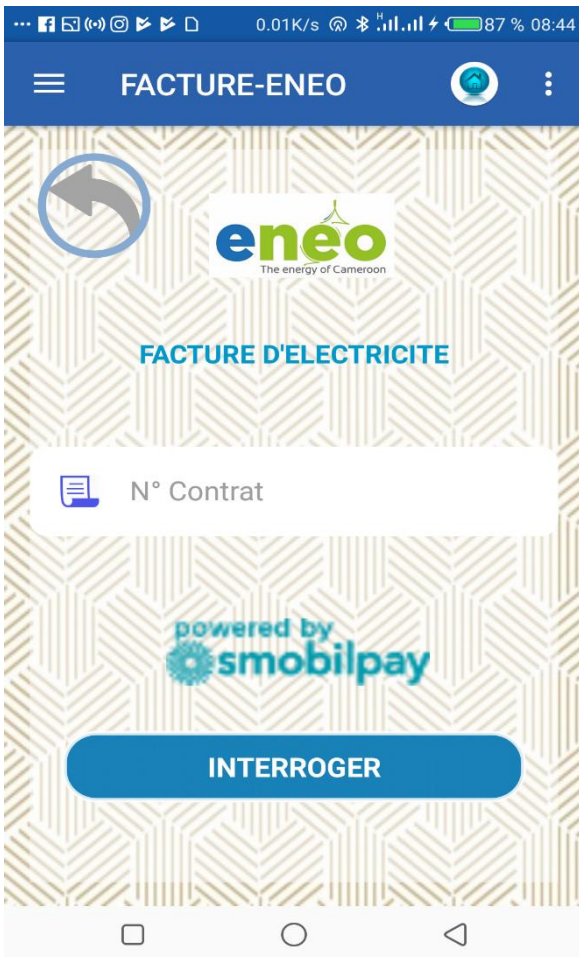 0.01K/s H 87 % 08:44
FACTURE-ENEO
eneo
The energy of Cameroon
FACTURE D'ELECTRICITE
N° Contrat
powered by
smobilpay
INTERROGER